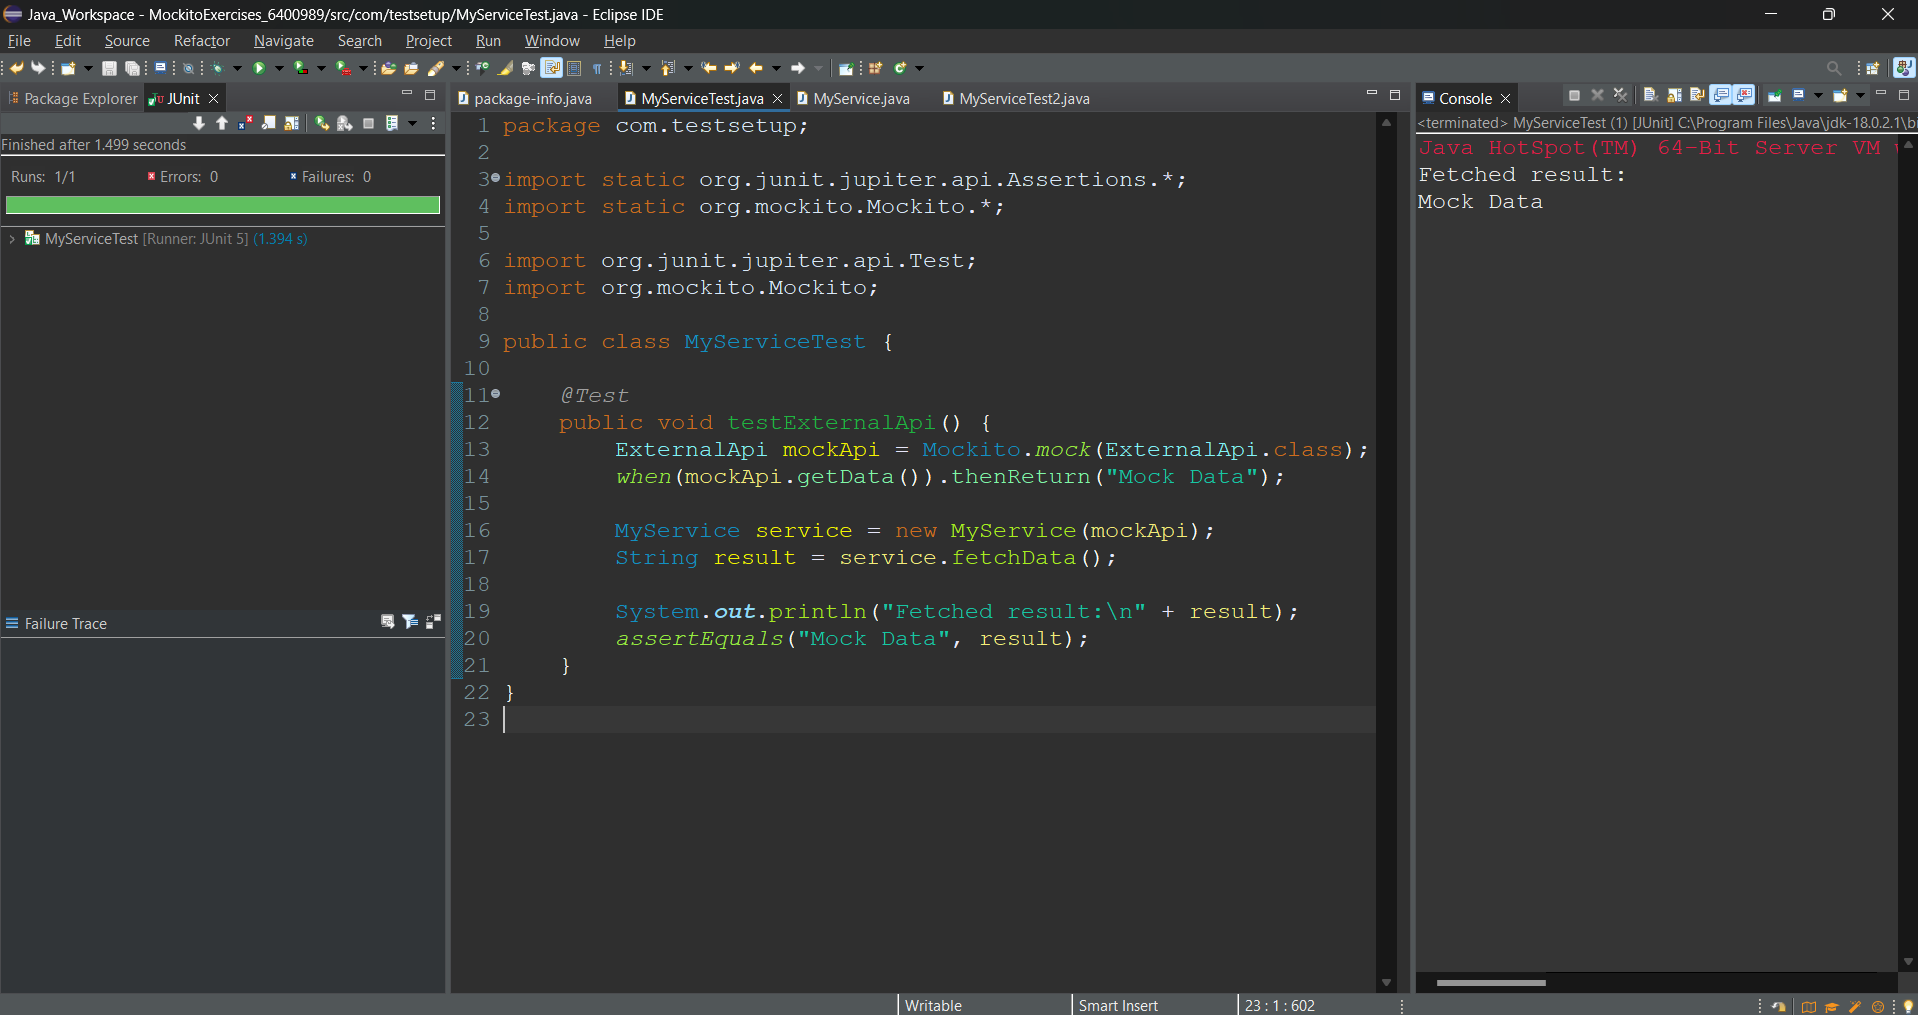 Java_Workspace - MockitoExercises_6400989/src/com/testsetup/MyServiceTest.java - Eclipse IDE
File Edit Source Refactor Navigate Search Project Run Window Help
Package Explorer JUnit
Finished after 1.499 seconds
Runs: 1/1 Errors: 0 Failures: 0
MyServiceTest [Runner: JUnit 5] (1.394 s)
Failure Trace
package-info.java MyServiceTest.java MyService.java MyServiceTest2.java
1 package com.testsetup;
2
3 import static org.junit.jupiter.api.Assertions.*;
4 import static org.mockito.Mockito.*;
5
6 import org.junit.jupiter.api.Test;
7 import org.mockito.Mockito;
8
9 public class MyServiceTest {
10
11 @Test
12 public void testExternalApi() {
13 ExternalApi mockApi = Mockito.mock(ExternalApi.class);
14 when(mockApi.getData()).thenReturn("Mock Data");
15
16 MyService service = new MyService(mockApi);
17 String result = service.fetchData();
18
19 System.out.println("Fetched result:\n" + result);
20 assertEquals("Mock Data", result);
21 }
22 }
23
Console
<terminated> MyServiceTest (1) [JUnit] C:\Program Files\Java\jdk-18.0.2.1\bi
Java HotSpot(TM) 64-Bit Server VM
Fetched result:
Mock Data
Writable Smart Insert 23 : 1 : 602